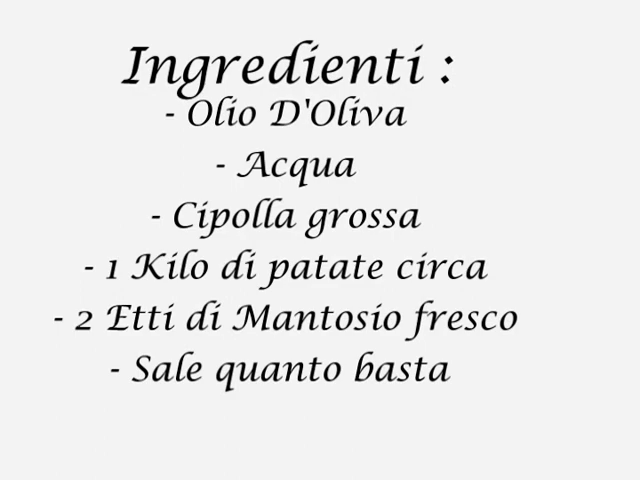 Ingredienti :
- Olio D'Oliva
- Acqua
- Cipolla grossa
- 1 Kilo di patate circa
- 2 Etti di Mantosio fresco
- Sale quanto basta